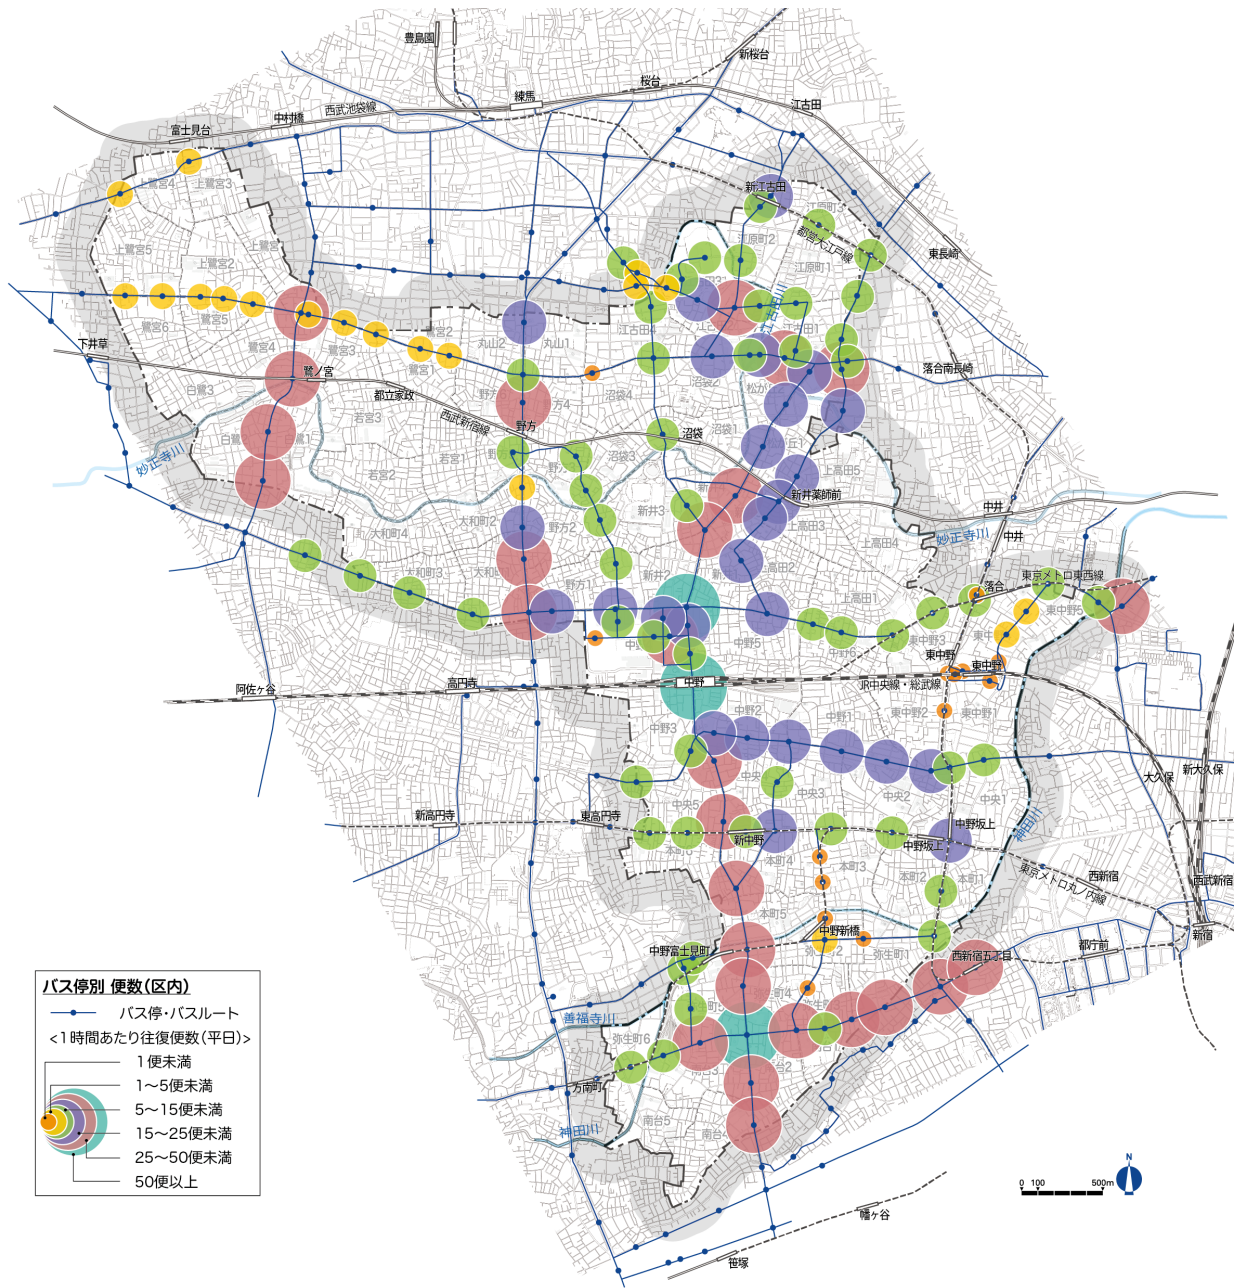 豊島園
新桜台
桜台
練馬
江古田
西武池袋線
中村橋
富士見台
上鷺宮4
上鷺宮3
新江古田
江原町3
都営大江戸線
江原町2
東長崎
上鷺宮5
上鷺宮2
江原町1
鷺宮6
鷺宮5
江古田4
江古田川
江古田1
鷺宮2
丸山2
丸山1
下井草
鷺宮4
鷺宮3
鷺宮1
鷺ノ宮
落合南長崎
白鷺3
都立家政
沼袋4
沼袋2
若宮3
西武新宿線
野方
沼袋
沼袋1
妙正寺川
若宮2
若宮1
沼袋3
上高田5
新井薬師前
中井
大和町2
新井3
野方2
上高田3
妙正寺川
中井
大和町4
上高田4
大和町3
野方1
新井2
上高田2
上高田1
落合
東京メトロ東西線
東中野5
東中野3
中野5
中野6
東中野
東中野
阿佐ケ谷
高円寺
中野
JR中央線・総武線
東中野2
東中野1
中野3
中野2
中野1
大久保
新大久保
中央3
中央2
中央1
中央5
新高円寺
東高円寺
新中野
中野坂上
中野坂上
神田川
本町4
本町3
本町2
本町1
西新宿
東京メトロ丸ノ内線
西武新宿
本町5
中野新橋
新宿
都庁前
中野富士見町
弥生町1
西新宿五丁目
善福寺川
弥生町6
方南町
南台5
神田川
幡ヶ谷
笹塚
バス停別 便数(区内)
バス停・バスルート
<1時間あたり往復便数(平日)>
1便未満
1〜5便未満
5〜15便未満
15〜25便未満
25〜50便未満
50便以上
N
0 100 500m